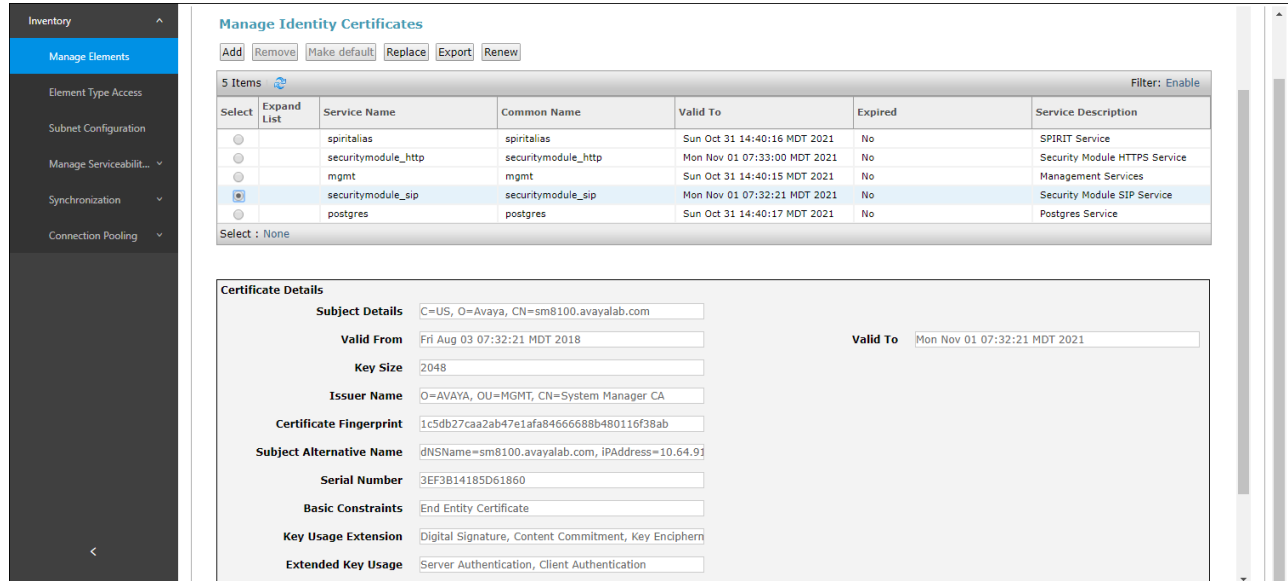 Inventory
Manage Elements
Element Type Access
Subnet Configuration
Manage Serviceabilit...
Synchronization
Connection Pooling
Manage Identity Certificates
Add Remove Make default Replace Export Renew
5 Items Filter: Enable
Select Expand List Service Name Common Name Valid To Expired Service Description
spiritalias spiritalias Sun Oct 31 14:40:16 MDT 2021 No SPIRIT Service
securitymodule_http securitymodule_http Mon Nov 01 07:33:00 MDT 2021 No Security Module HTTPS Service
mgmt mgmt Sun Oct 31 14:40:15 MDT 2021 No Management Services
securitymodule_sip securitymodule_sip Mon Nov 01 07:32:21 MDT 2021 No Security Module SIP Service
postgres postgres Sun Oct 31 14:40:17 MDT 2021 No Postgres Service
Select : None
Certificate Details
Subject Details C=US, O=Avaya, CN=sm8100.avayalab.com
Valid From Fri Aug 03 07:32:21 MDT 2018 Valid To Mon Nov 01 07:32:21 MDT 2021
Key Size 2048
Issuer Name O=AVAYA, OU=MGMT, CN=System Manager CA
Certificate Fingerprint 1c5db27caa2ab47e1afa84666688b480116f38ab
Subject Alternative Name dNSName=sm8100.avayalab.com, iPAddress=10.64.91
Serial Number 3EF3B14185D61860
Basic Constraints End Entity Certificate
Key Usage Extension Digital Signature, Content Commitment, Key Enciphern
Extended Key Usage Server Authentication, Client Authentication